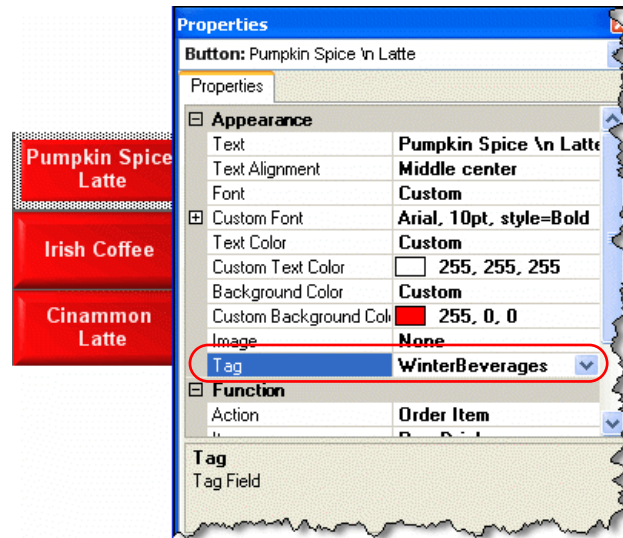 Properties
Button: Pumpkin Spice \n Latte
Properties
Appearance
Text Pumpkin Spice \n Latte
Text Alignment Middle center
Font Custom
Custom Font Arial, 10pt, style=Bold
Text Color Custom
Custom Text Color 255, 255, 255
Background Color Custom
Custom Background Col 255, 0, 0
Image None
Tag WinterBeverages
Function
Action Order Item
Tag
Tag Field
Pumpkin Spice
Latte
Irish Coffee
Cinammon
Latte